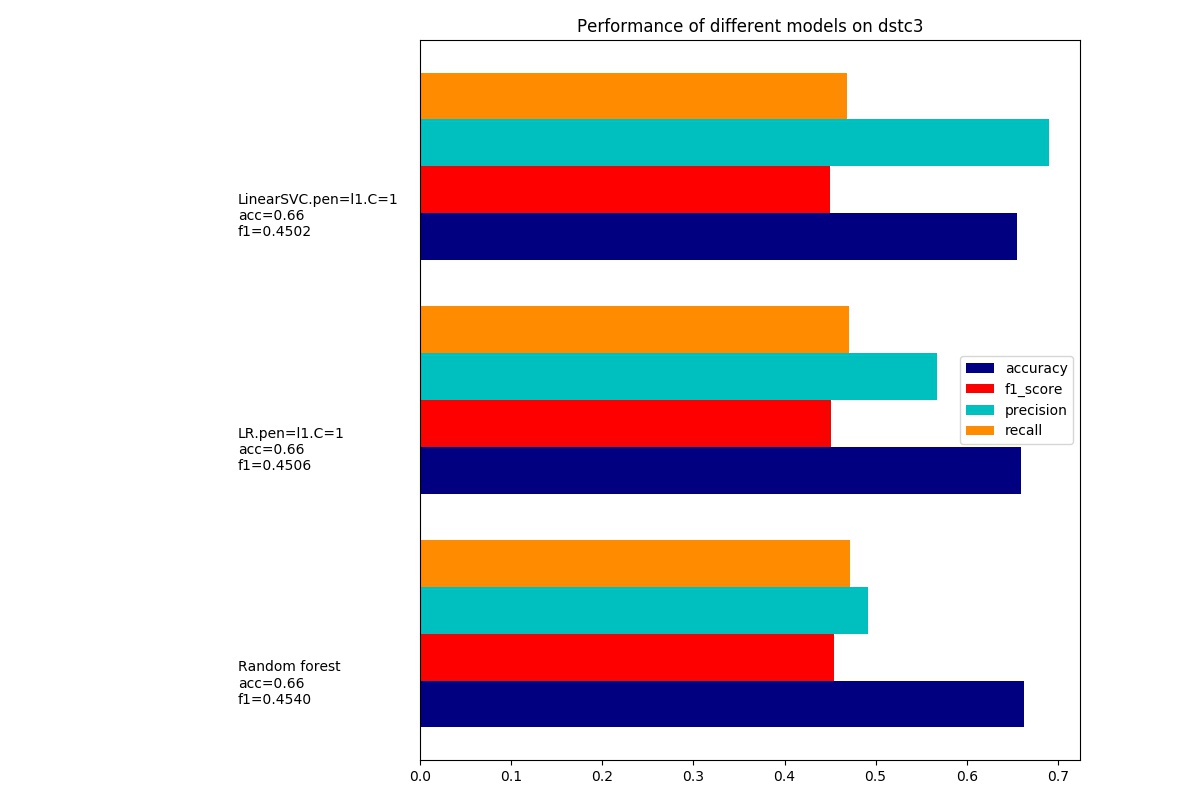 Performance of different models on dstc3
LinearSVC.pen=l1.C=1
acc=0.66
f1=0.4502
LR.pen=l1.C=1
acc=0.66
f1=0.4506
Random forest
acc=0.66
f1=0.4540
accuracy
f1_score
precision
recall
0.0 0.1 0.2 0.3 0.4 0.5 0.6 0.7